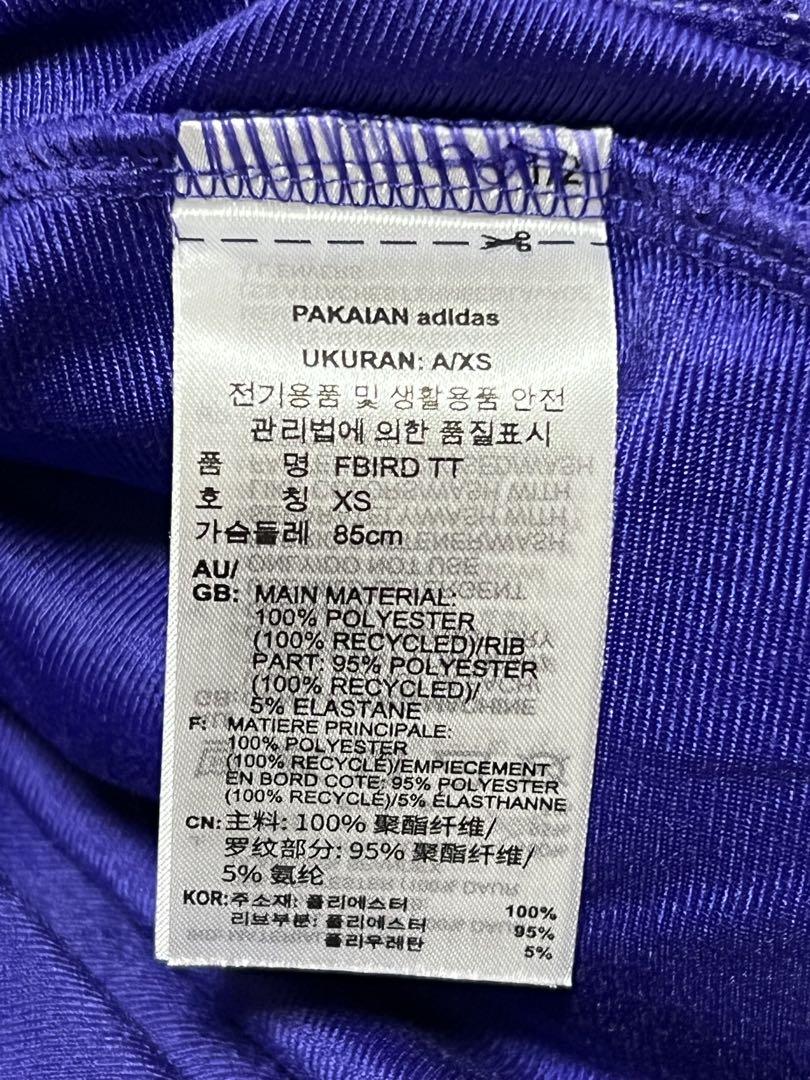 1/2
PAKAIAN adidas
UKURAN: A/XS
전기용품 및 생활용품 안전
관리법에 의한 품질표시
품 명 FBIRD TT
호 칭 XS
가슴둘레 85cm
AU/
GB: MAIN MATERIAL:
100% POLYESTER
(100% RECYCLED)/RIB
PART: 95% POLYESTER
(100% RECYCLED)/
5% ELASTANE
F: MATIERE PRINCIPALE:
100% POLYESTER
(100% RECYCLÉ)/EMPIECEMENT
EN BORD COTE: 95% POLYESTER
(100% RECYCLÉ)/5% ÉLASTHANNE
CN: 主料: 100% 聚酯纤维/
罗纹部分: 95% 聚酯纤维/
5% 氨纶
KOR: 주소재: 폴리에스터 100%
리브부분: 폴리에스터 95%
폴리우레탄 5%